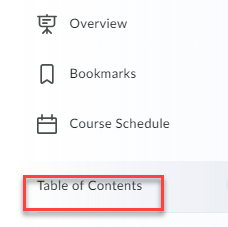 Overview
Bookmarks
Course Schedule
Table of Contents